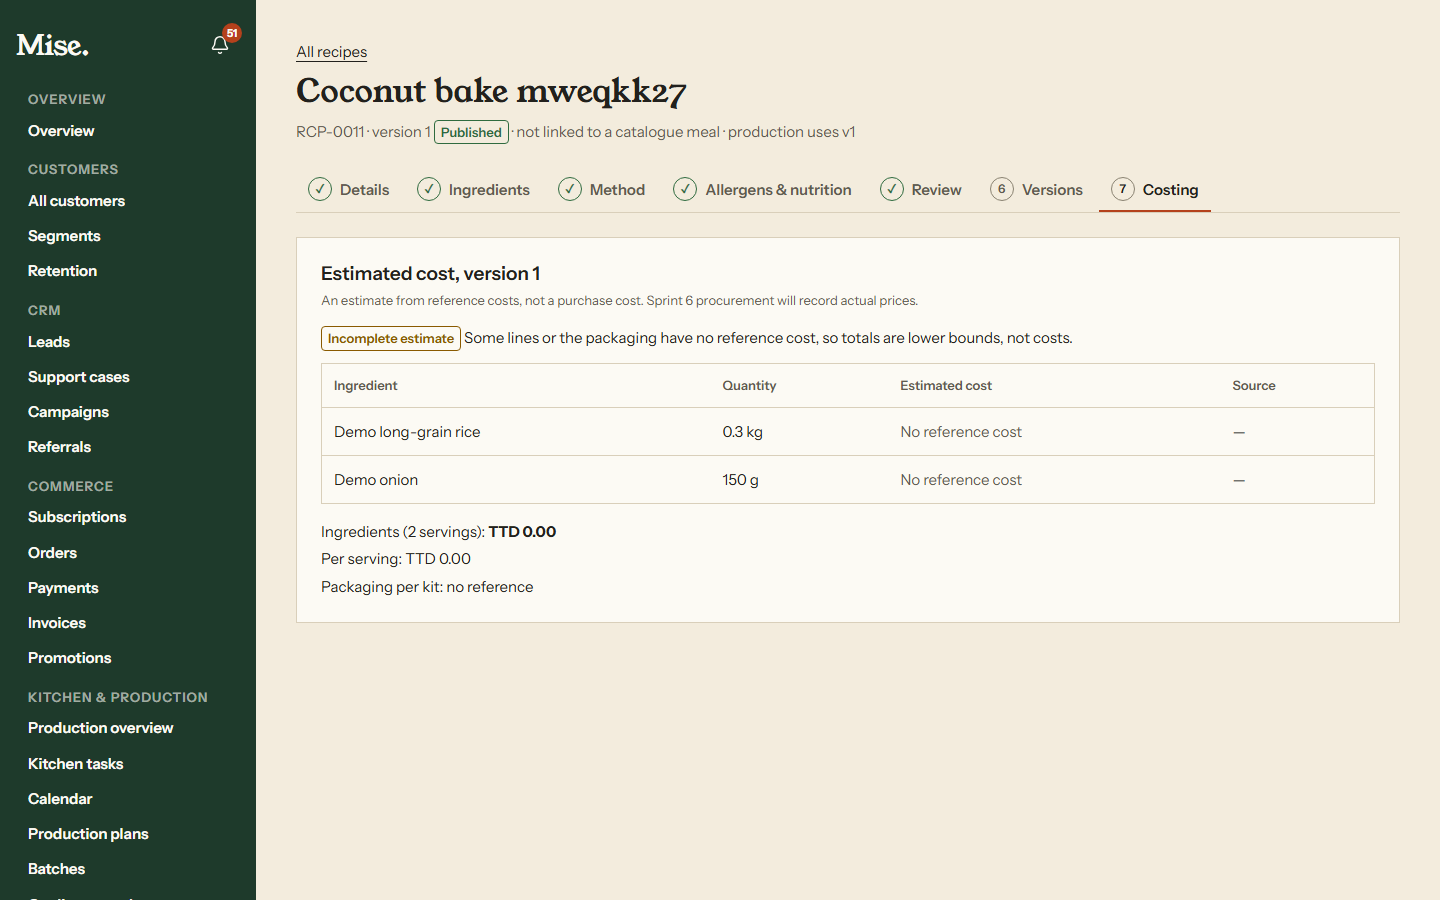 Mise.
51
OVERVIEW
Overview
CUSTOMERS
All customers
Segments
Retention
CRM
Leads
Support cases
Campaigns
Referrals
COMMERCE
Subscriptions
Orders
Payments
Invoices
Promotions
KITCHEN & PRODUCTION
Production overview
Kitchen tasks
Calendar
Production plans
Batches
All recipes
Coconut bake mweqkk27
RCP-0011 · version 1 Published · not linked to a catalogue meal · production uses v1
✓ Details ✓ Ingredients ✓ Method ✓ Allergens & nutrition ✓ Review 6 Versions 7 Costing
Estimated cost, version 1
An estimate from reference costs, not a purchase cost. Sprint 6 procurement will record actual prices.
Incomplete estimate Some lines or the packaging have no reference cost, so totals are lower bounds, not costs.
Ingredient Quantity Estimated cost Source
Demo long-grain rice 0.3 kg No reference cost —
Demo onion 150 g No reference cost —
Ingredients (2 servings): TTD 0.00
Per serving: TTD 0.00
Packaging per kit: no reference